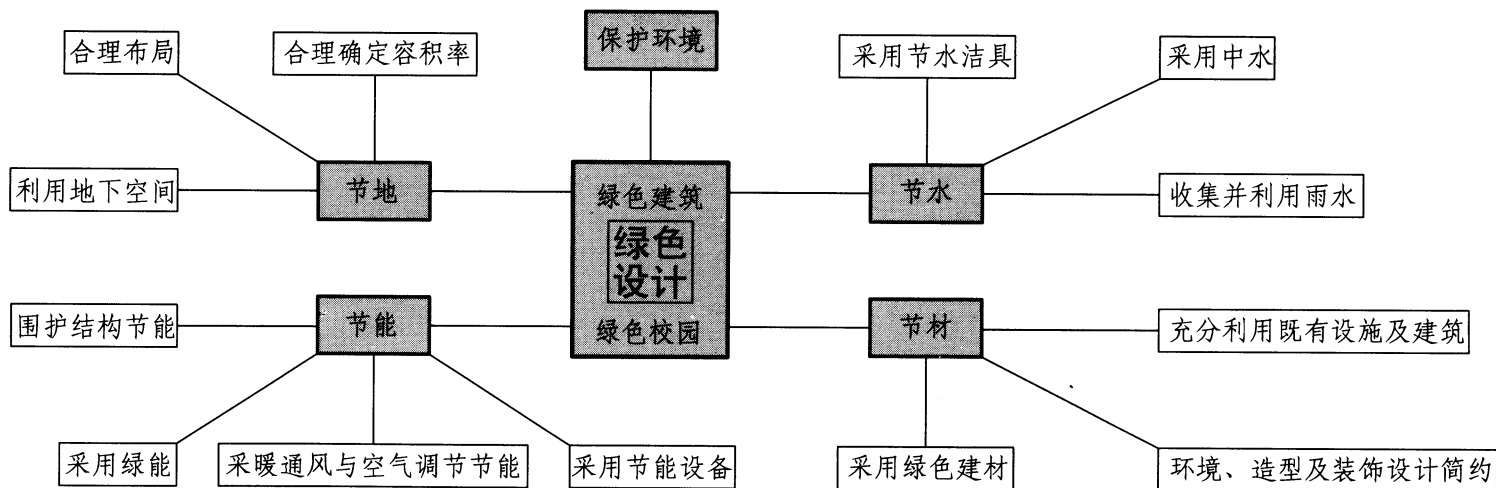 保护环境
合理布局
合理确定容积率
采用节水洁具
采用中水
利用地下空间
节地
绿色建筑
节水
收集并利用雨水
绿色
设计
围护结构节能
节能
绿色校园
节材
充分利用既有设施及建筑
采用绿能
采暖通风与空气调节节能
采用节能设备
采用绿色建材
环境、造型及装饰设计简约